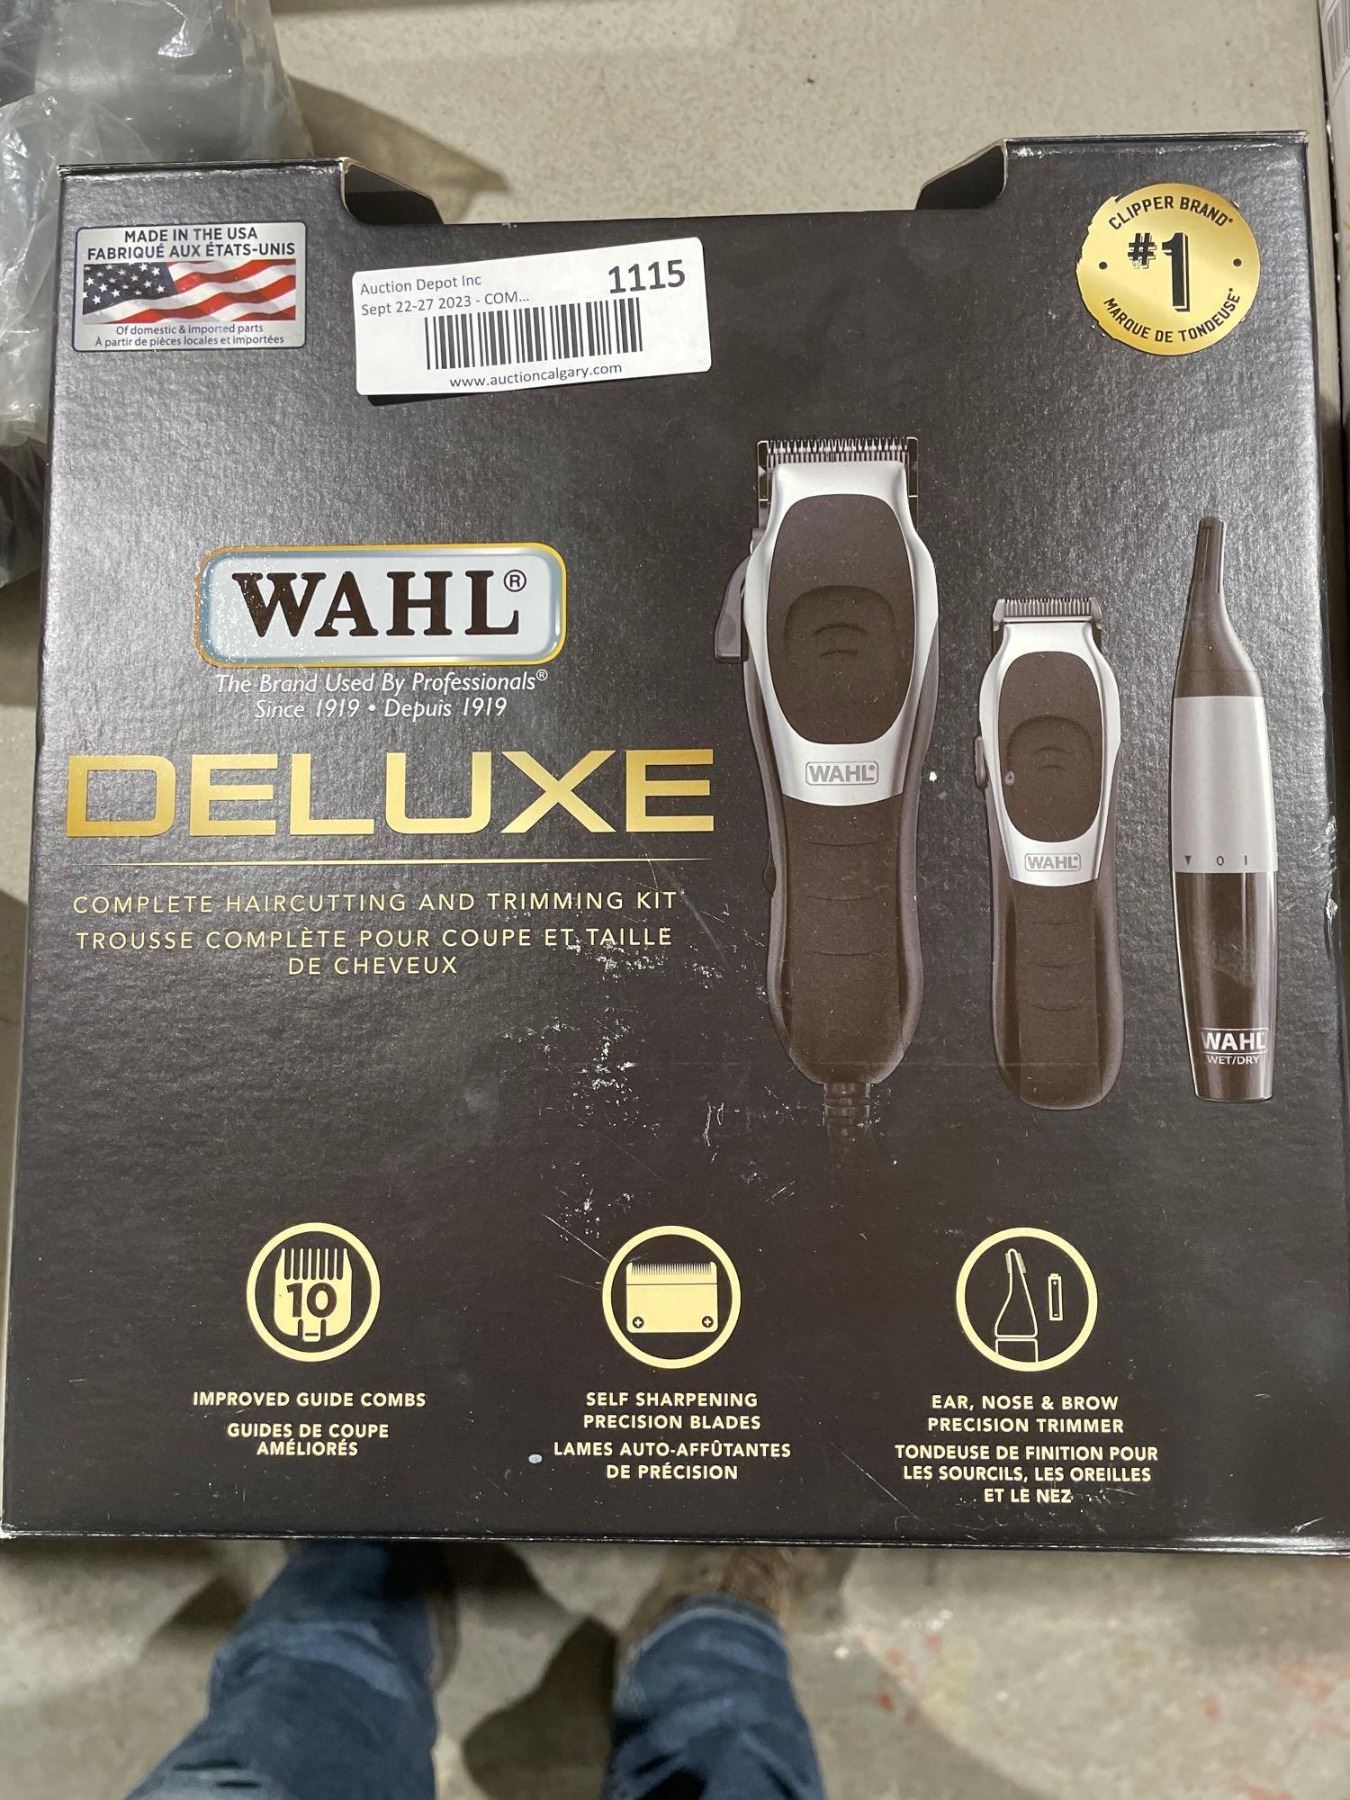 MADE IN THE USA
FABRIQUÉ AUX ÉTATS-UNIS
Of domestic & Imported parts
À partir de pièces locales et importées
Auction Depot Inc
1115
Sept 22-27 2023 - COM...
www.auctioncalgary.com
CLIPPER BRAND*
#1
MARQUE DE TONDEUSE*
WAHL®
The Brand Used By Professionals®
Since 1919 • Depuis 1919
DELUXE
COMPLETE HAIRCUTTING AND TRIMMING KIT
TROUSSE COMPLÈTE POUR COUPE ET TAILLE
DE CHEVEUX
WAHL®
WAHL®
O I
WAHL
WET/DRY
10
IMPROVED GUIDE COMBS
GUIDES DE COUPE
AMÉLIORÉS
SELF SHARPENING
PRECISION BLADES
LAMES AUTO-AFFÛTANTES
DE PRÉCISION
EAR, NOSE & BROW
PRECISION TRIMMER
TONDEUSE DE FINITION POUR
LES SOURCILS, LES OREILLES
ET LE NEZ